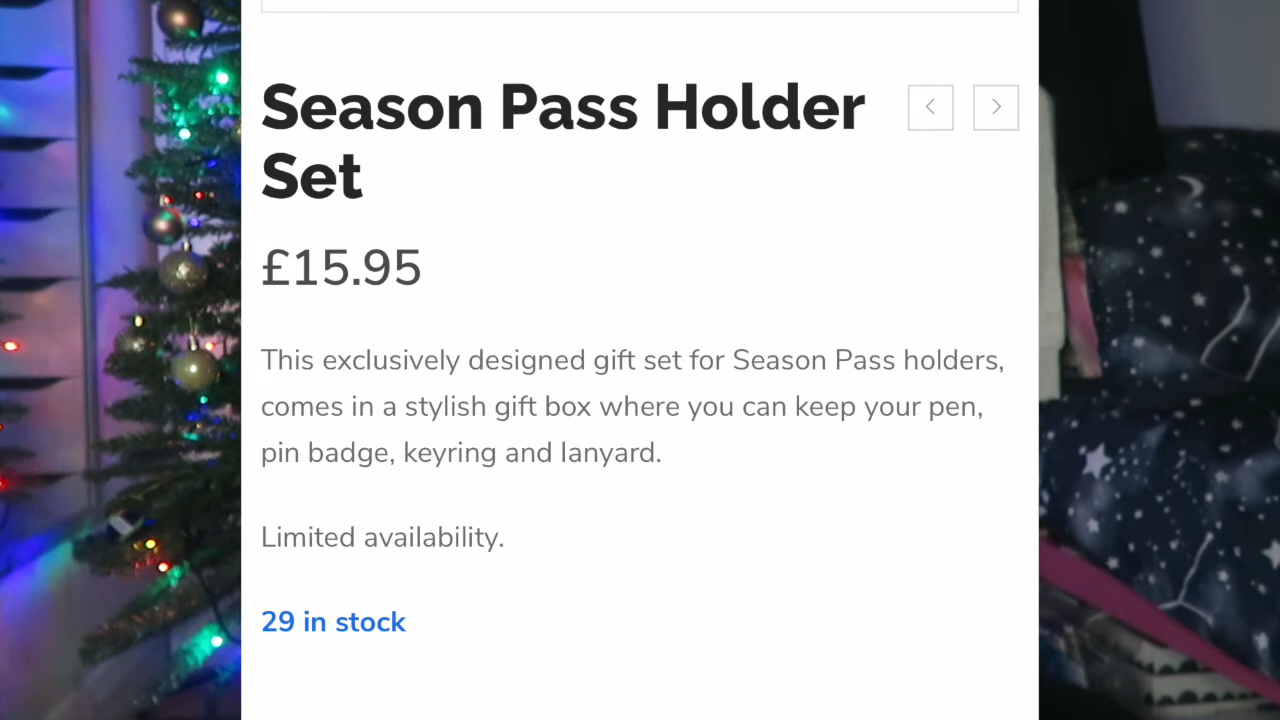 Season Pass Holder
Set
£15.95
This exclusively designed gift set for Season Pass holders,
comes in a stylish gift box where you can keep your pen,
pin badge, keyring and lanyard.
Limited availability.
29 in stock